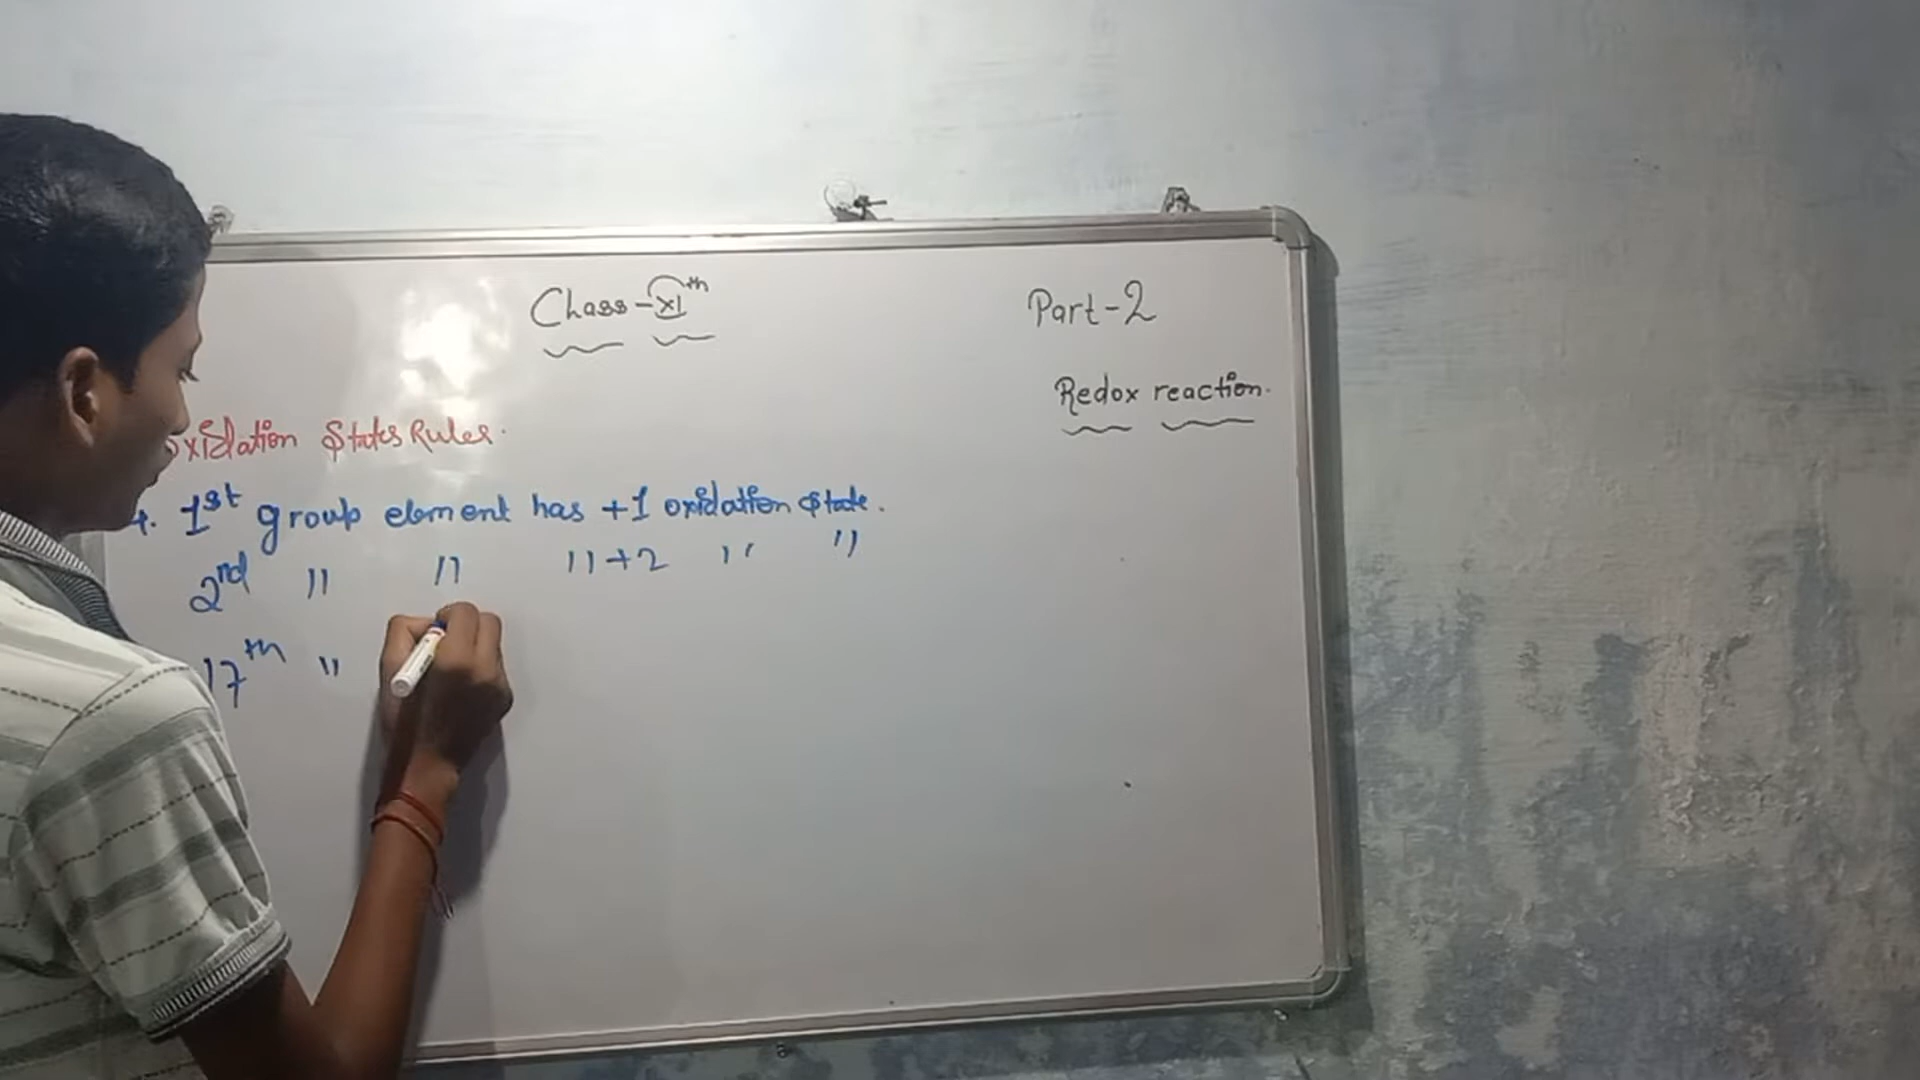 Class-XIth
Part-2
Redox reaction.
Oxidation States Rules.
1. 1st group element has +1 oxidation state.
2nd " " " +2 " "
17th "